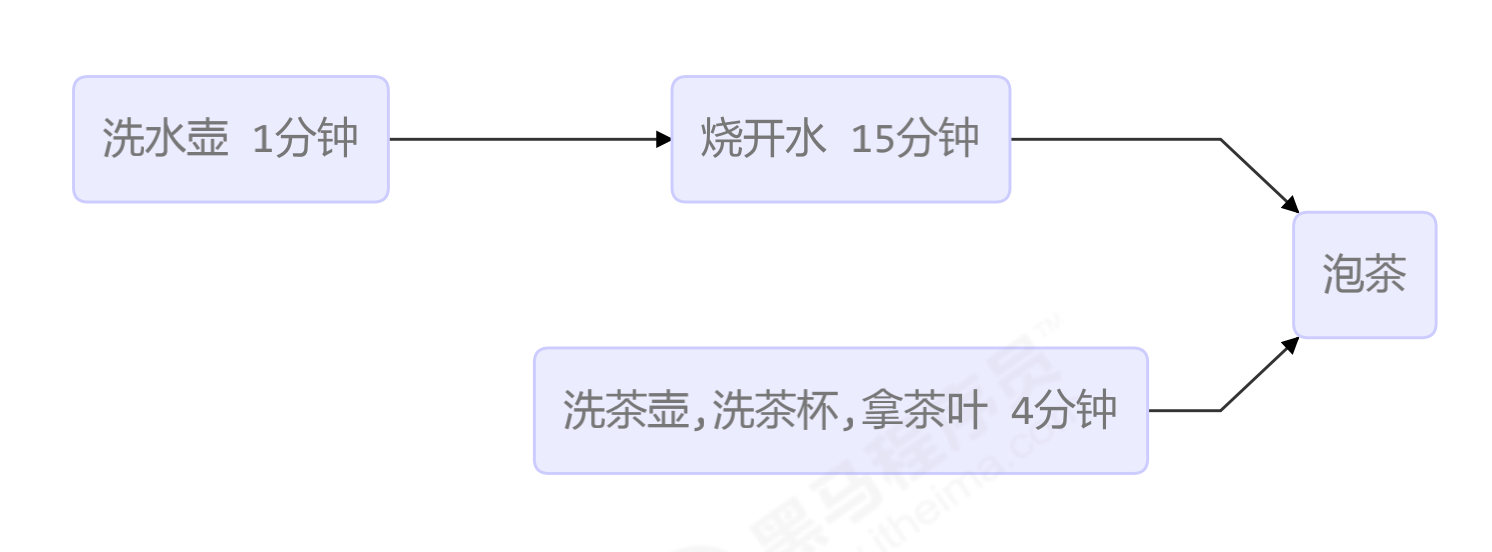 洗水壶 1分钟
烧开水 15分钟
泡茶
洗茶壶,洗茶杯,拿茶叶 4分钟
黑马程序员™
www.itheima.com